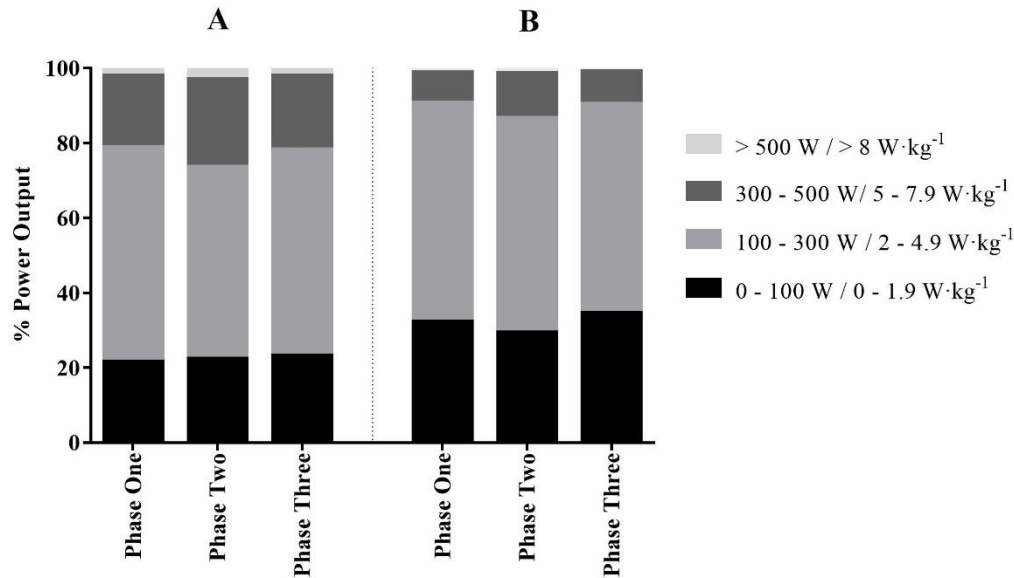 A
B
% Power Output
100
80
60
40
20
0
Phase One
Phase Two
Phase Three
Phase One
Phase Two
Phase Three
> 500 W / > 8 W·kg⁻¹
300 - 500 W/ 5 - 7.9 W·kg⁻¹
100 - 300 W / 2 - 4.9 W·kg⁻¹
0 - 100 W / 0 - 1.9 W·kg⁻¹